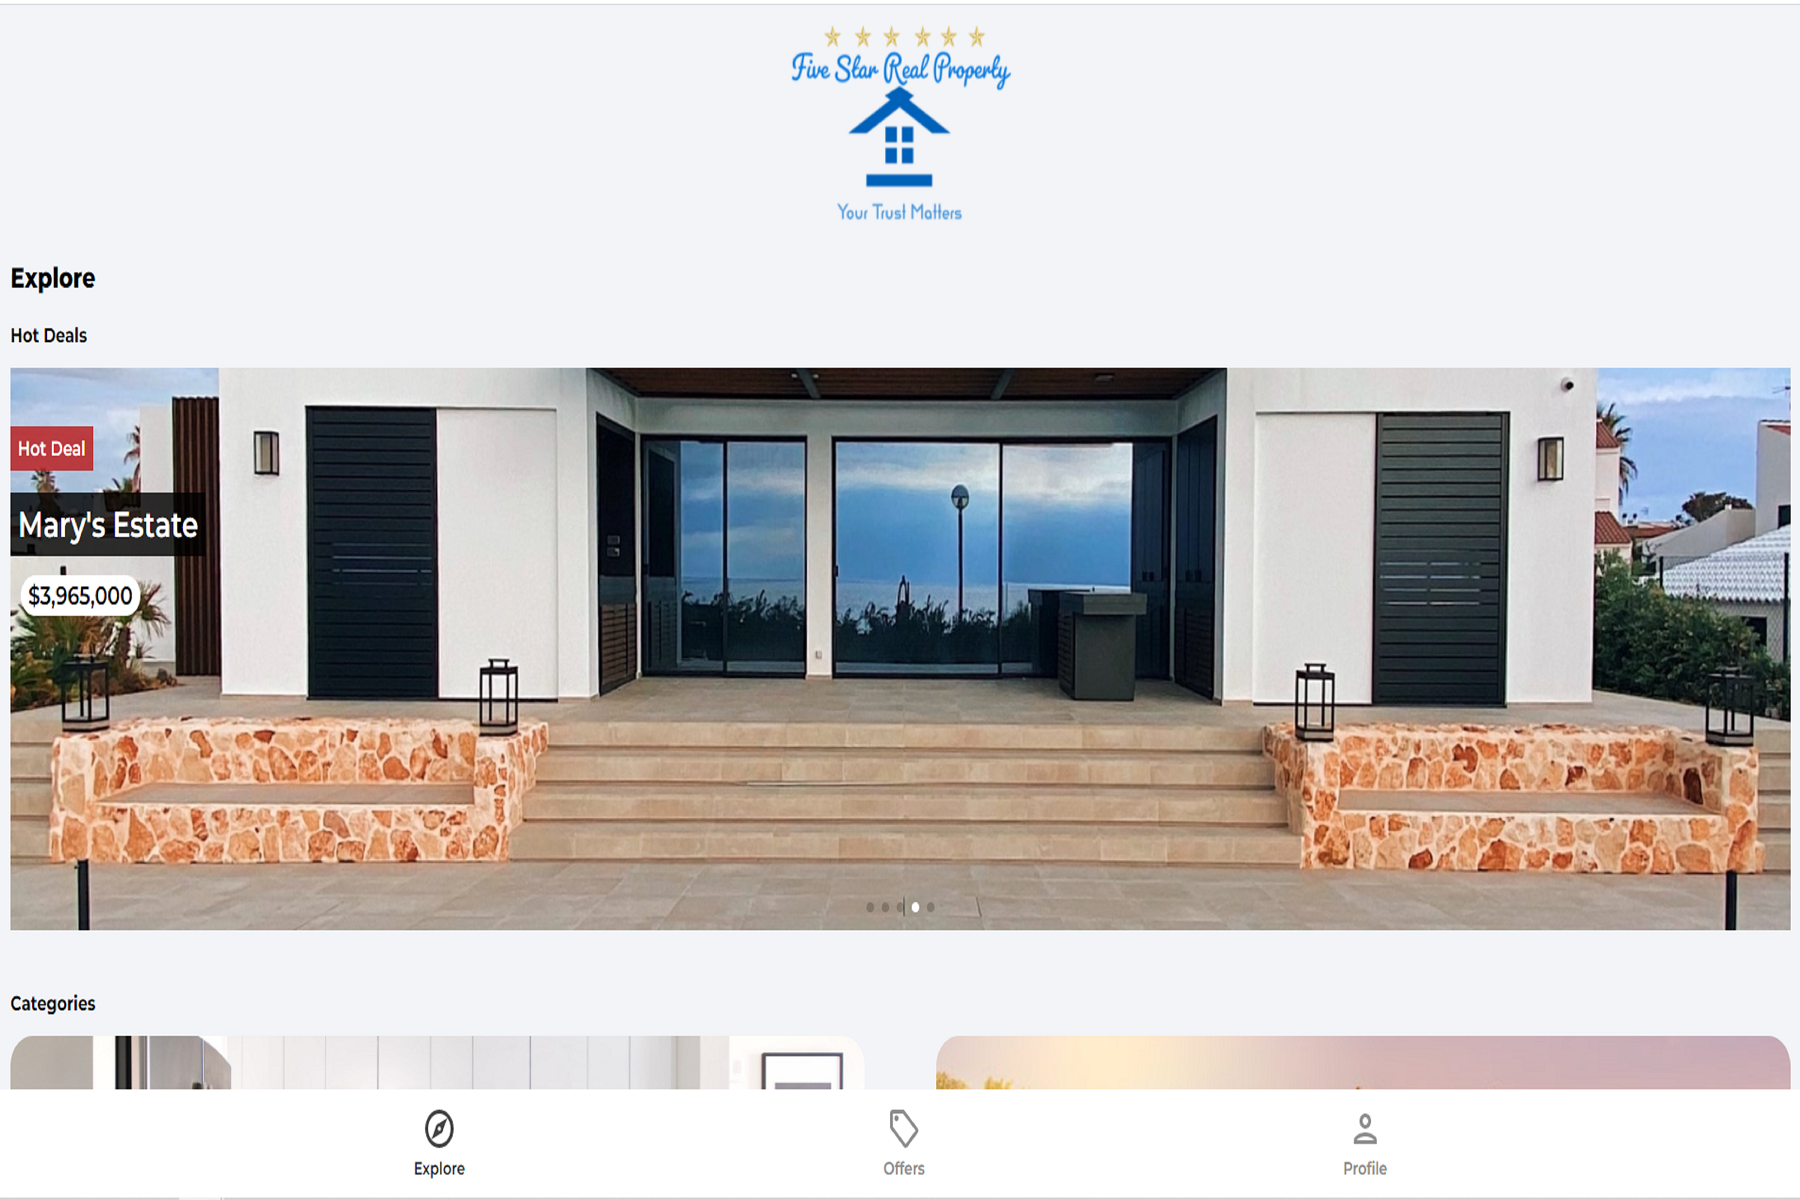 Five Star Real Property
Your Trust Matters
Explore
Hot Deals
Hot Deal
Mary's Estate
$3,965,000
Categories
Explore
Offers
Profile